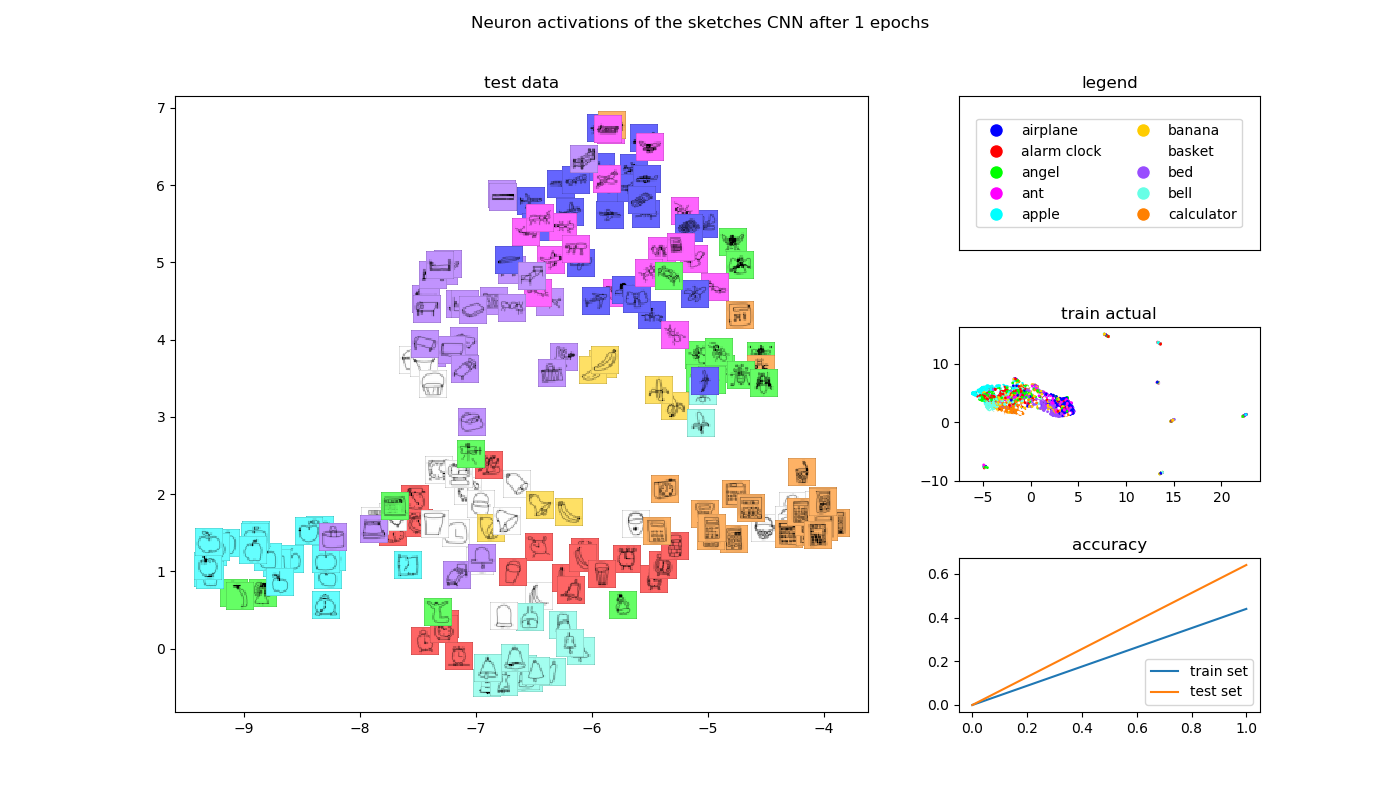 Neuron activations of the sketches CNN after 1 epochs
test data
7
6
5
4
3
2
1
0
−9
−8
−7
−6
−5
−4
legend
airplane
alarm clock
angel
ant
apple
banana
basket
bed
bell
calculator
train actual
10
0
−10
−5
0
5
10
15
20
accuracy
0.6
0.4
0.2
0.0
0.0
0.2
0.4
0.6
0.8
1.0
train set
test set